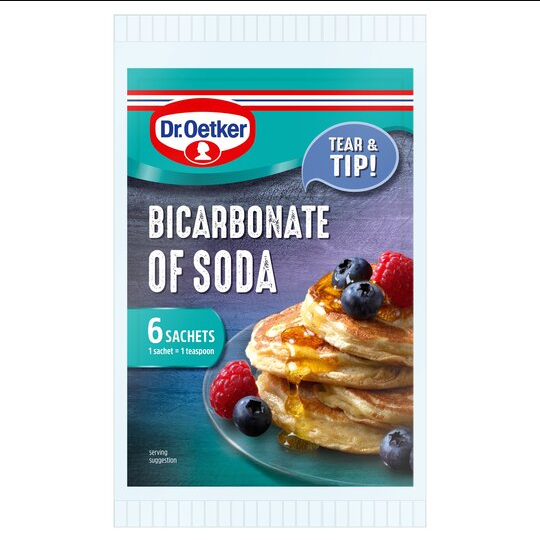 Dr.Oetker
TEAR &
TIP!
BICARBONATE
OF SODA
6 SACHETS
1 sachet = 1 teaspoon
serving
suggestion